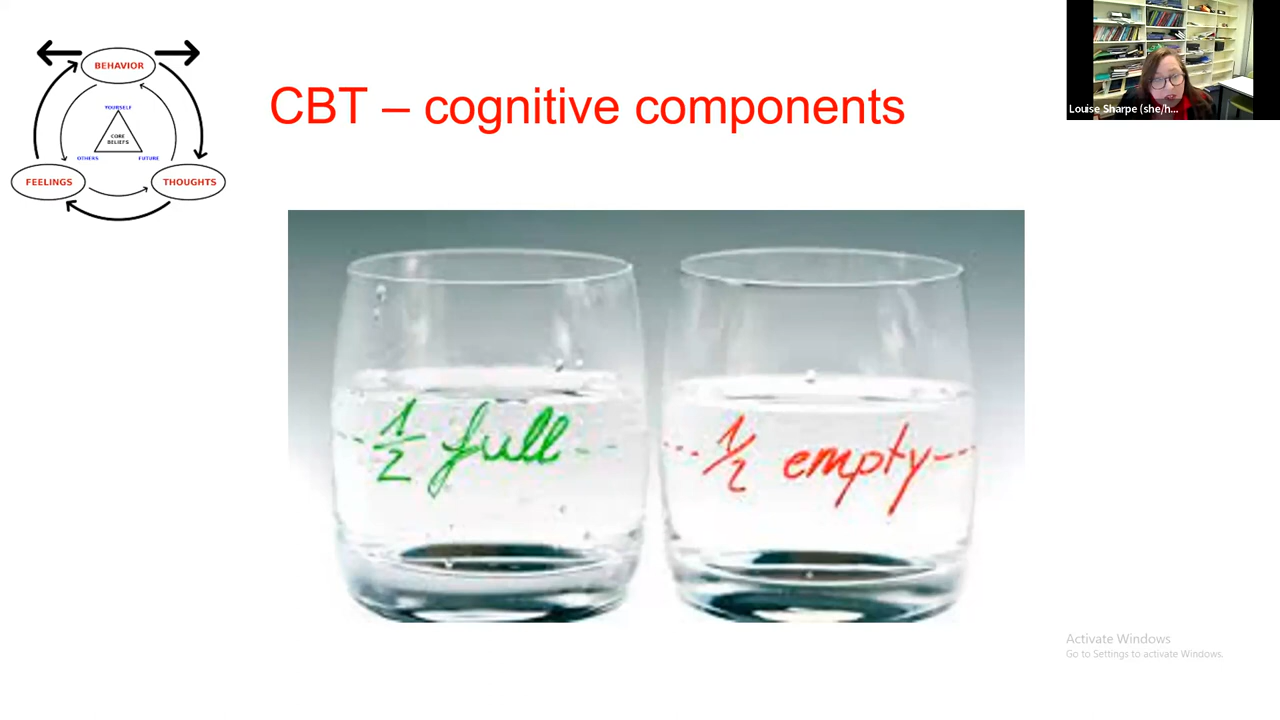 BEHAVIOR
YOURSELF
CORE
BELIEFS
OTHERS
FUTURE
FEELINGS
THOUGHTS
CBT – cognitive components
Louise Sharpe (she/h...
1/2 full
1/2 empty
Activate Windows
Go to Settings to activate Windows.